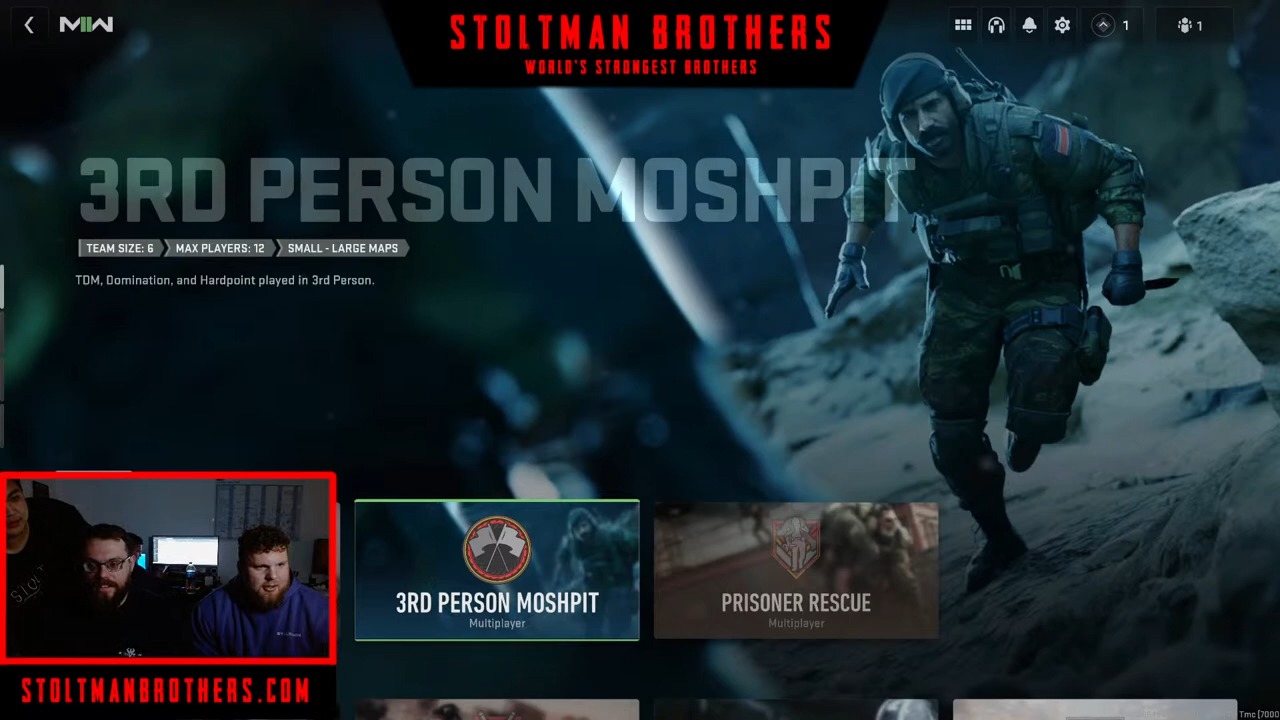 MW
STOLTMAN BROTHERS
WORLD'S STRONGEST BROTHERS
1
1
3RD PERSON MOSHPIT
TEAM SIZE: 6
MAX PLAYERS: 12
SMALL - LARGE MAPS
TDM, Domination, and Hardpoint played in 3rd Person.
3RD PERSON MOSHPIT
Multiplayer
PRISONER RESCUE
Multiplayer
STOLTMANBROTHERS.COM